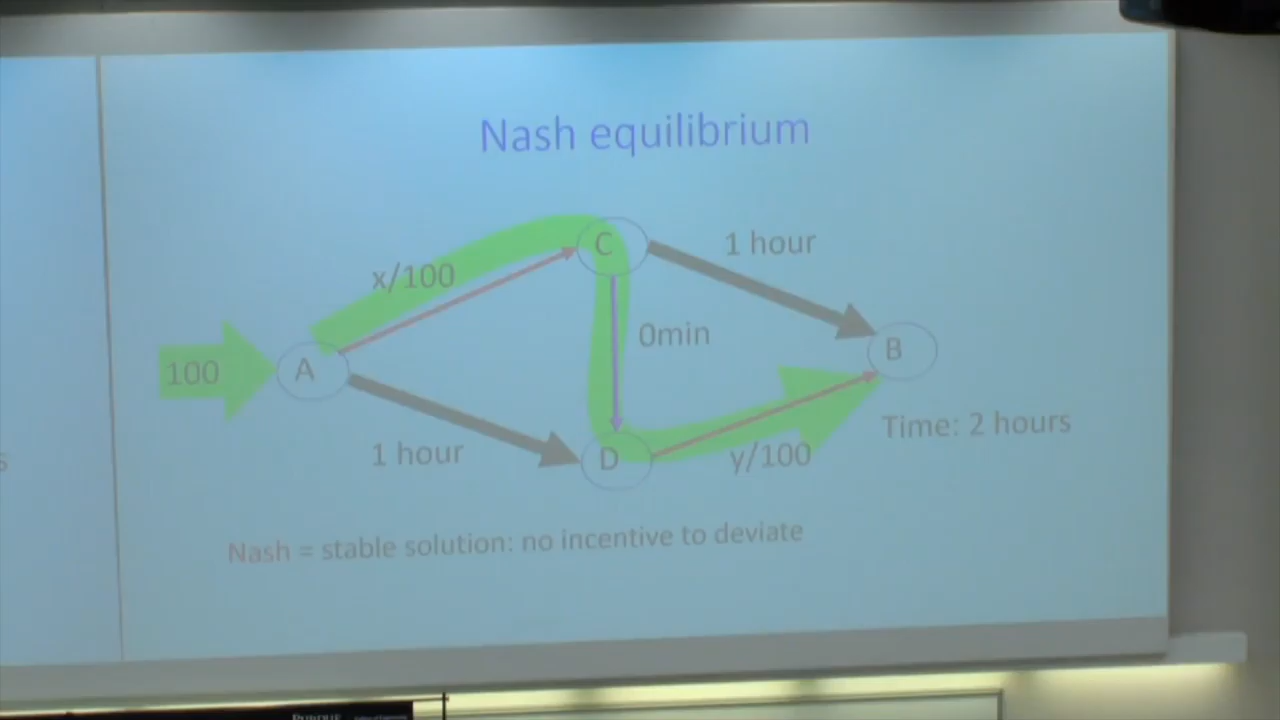 Nash equilibrium
C
1 hour
x/100
0min
100
A
B
Time: 2 hours
1 hour
D
y/100
Nash = stable solution: no incentive to deviate
PURDUE